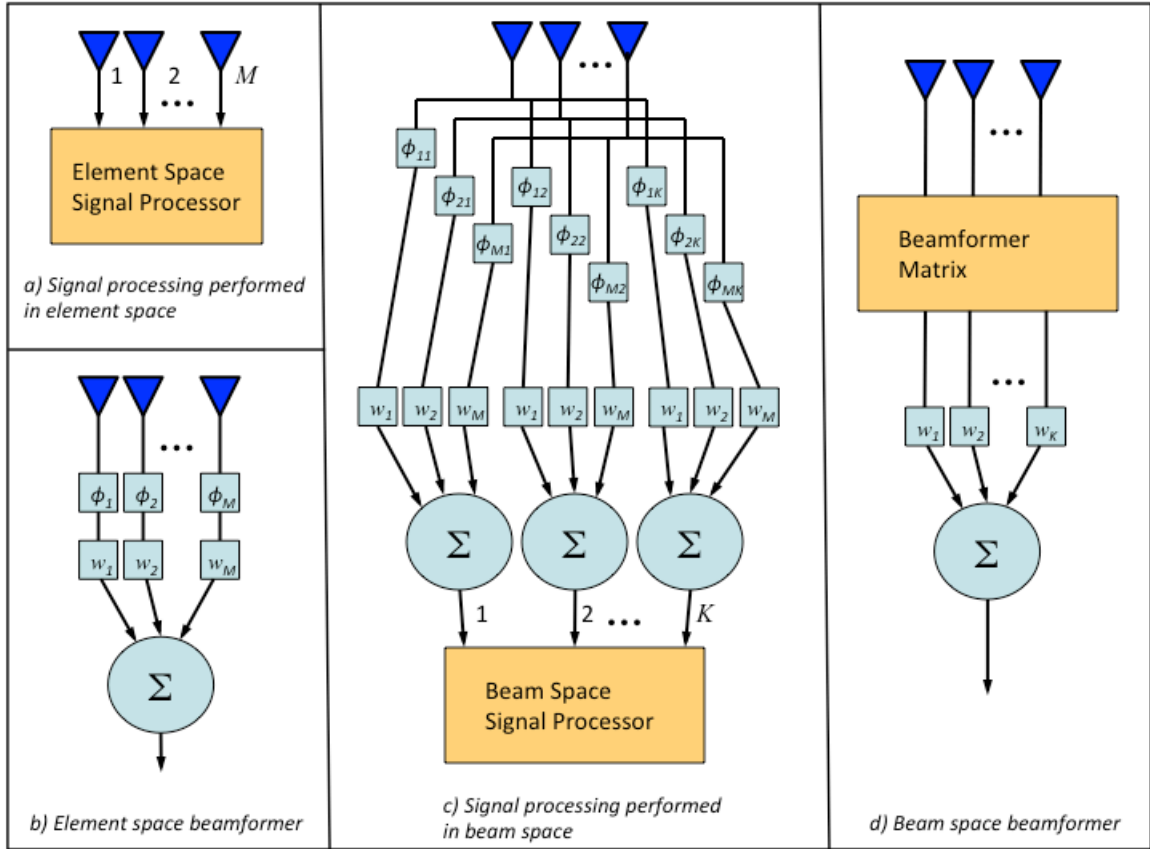 1 2 M
...
Element Space
Signal Processor
a) Signal processing performed
in element space
...
ϕ1 ϕ2 ϕM
w1 w2 wM
Σ
b) Element space beamformer
...
ϕ11
ϕ21
ϕM1
ϕ12
ϕ22
ϕM2
ϕ1K
ϕ2K
ϕMK
w1 w2 wM w1 w2 wM w1 w2 wM
Σ Σ Σ
1 2 ... K
Beam Space
Signal Processor
c) Signal processing performed
in beam space
...
Beamformer
Matrix
...
w1 w2 wK
Σ
d) Beam space beamformer